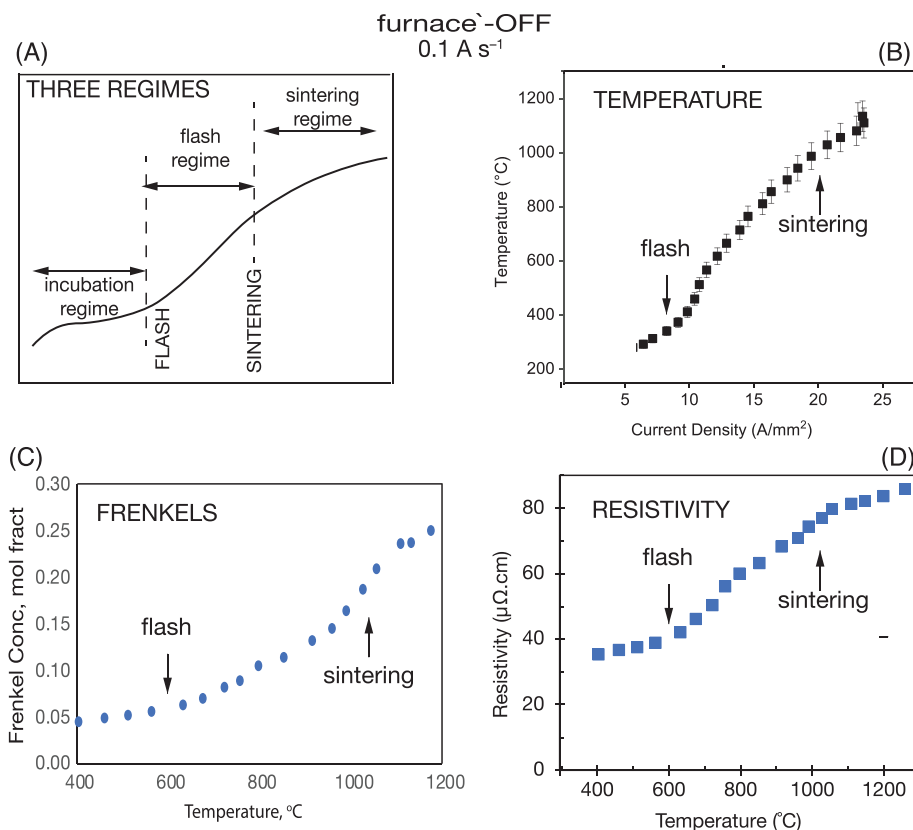 furnace`-OFF
0.1 A s⁻¹
(A)
THREE REGIMES
sintering
regime
flash
regime
incubation
regime
FLASH
SINTERING
(B)
TEMPERATURE
1200
1000
800
600
400
200
Temperature (°C)
flash
sintering
5
10
15
20
25
Current Density (A/mm²)
(C)
FRENKELS
0.30
0.25
0.20
0.15
0.10
0.05
0.00
Frenkel Conc, mol fract
flash
sintering
400
600
800
1000
1200
Temperature, ºC
(D)
RESISTIVITY
80
60
40
20
0
Resistivity (μΩ.cm)
flash
sintering
400
600
800
1000
1200
Temperature (°C)